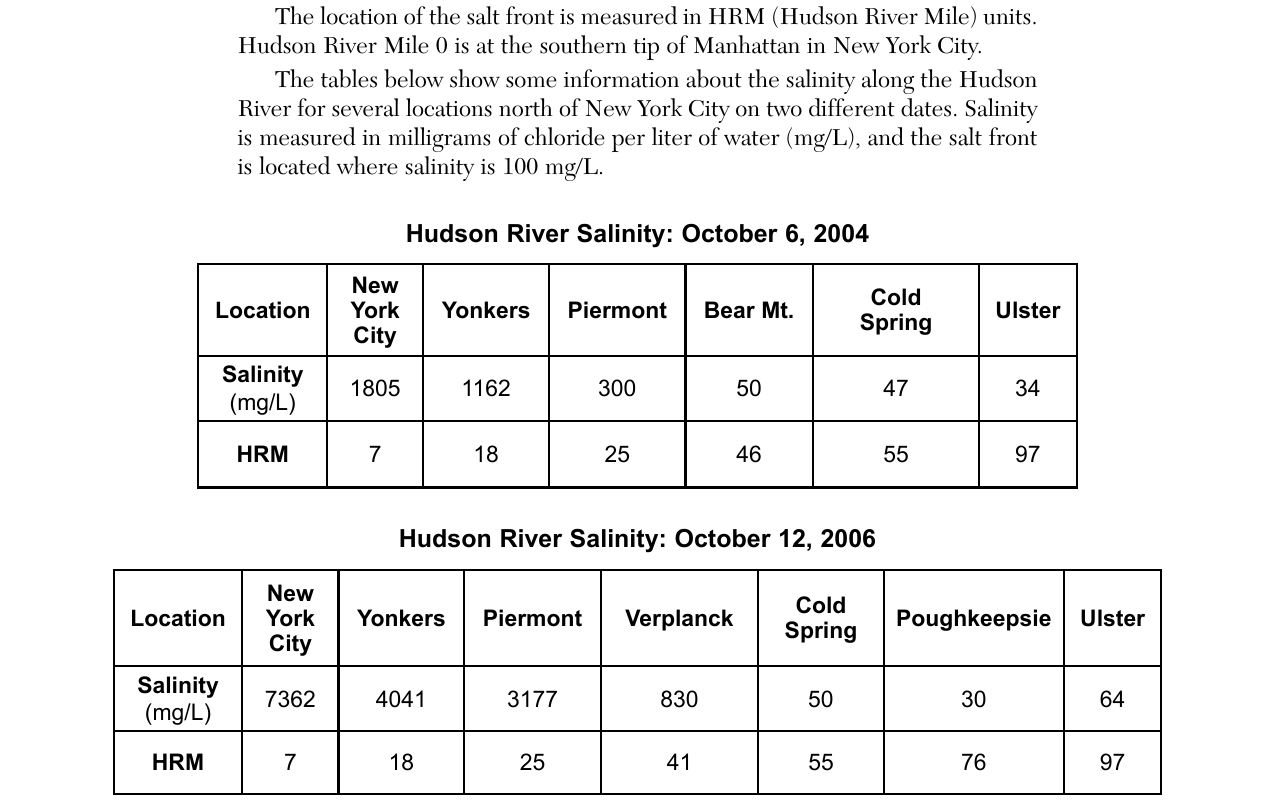 The location of the salt front is measured in HRM (Hudson River Mile) units.
Hudson River Mile 0 is at the southern tip of Manhattan in New York City.
The tables below show some information about the salinity along the Hudson
River for several locations north of New York City on two different dates. Salinity
is measured in milligrams of chloride per liter of water (mg/L), and the salt front
is located where salinity is 100 mg/L.
Hudson River Salinity: October 6, 2004
Location New York City Yonkers Piermont Bear Mt. Cold Spring Ulster
Salinity (mg/L) 1805 1162 300 50 47 34
HRM 7 18 25 46 55 97
Hudson River Salinity: October 12, 2006
Location New York City Yonkers Piermont Verplanck Cold Spring Poughkeepsie Ulster
Salinity (mg/L) 7362 4041 3177 830 50 30 64
HRM 7 18 25 41 55 76 97